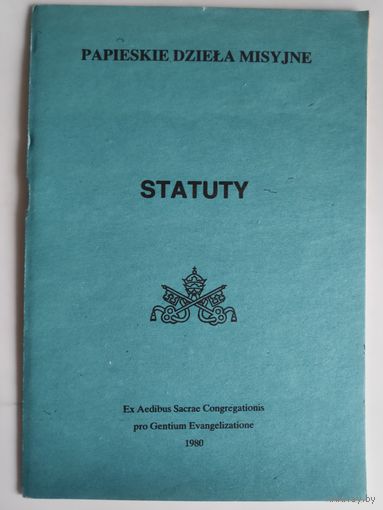 PAPIESKIE DZIEŁA MISYJNE
STATUTY
Ex Aedibus Sacrae Congregationis
pro Gentium Evangelizatione
1980